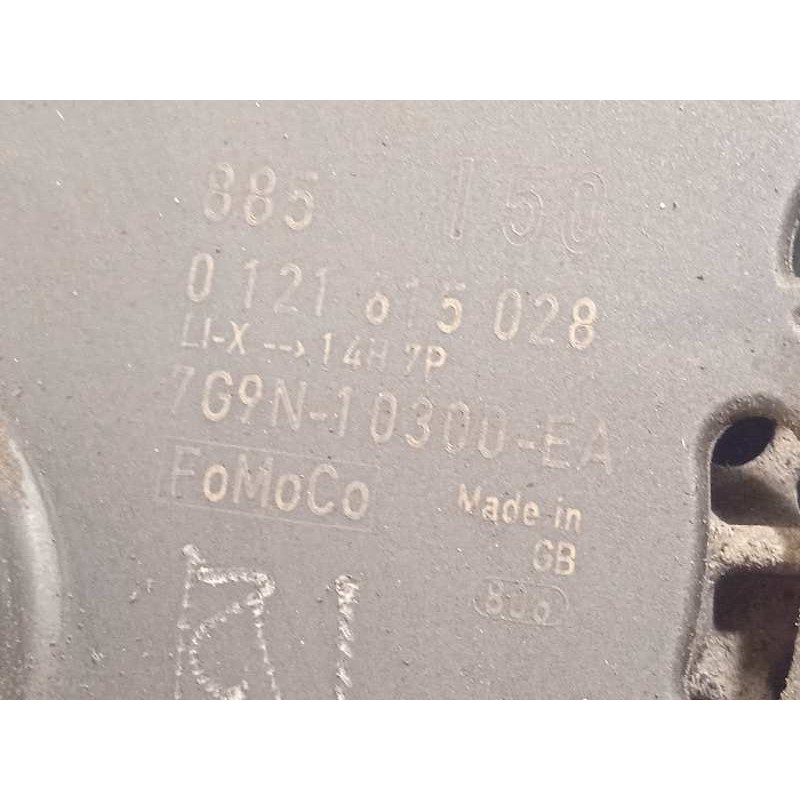 885 150
0 121 615 028
LI-X --> 14H 7P
7G9N-10300-EA
FoMoCo
Made in
GB